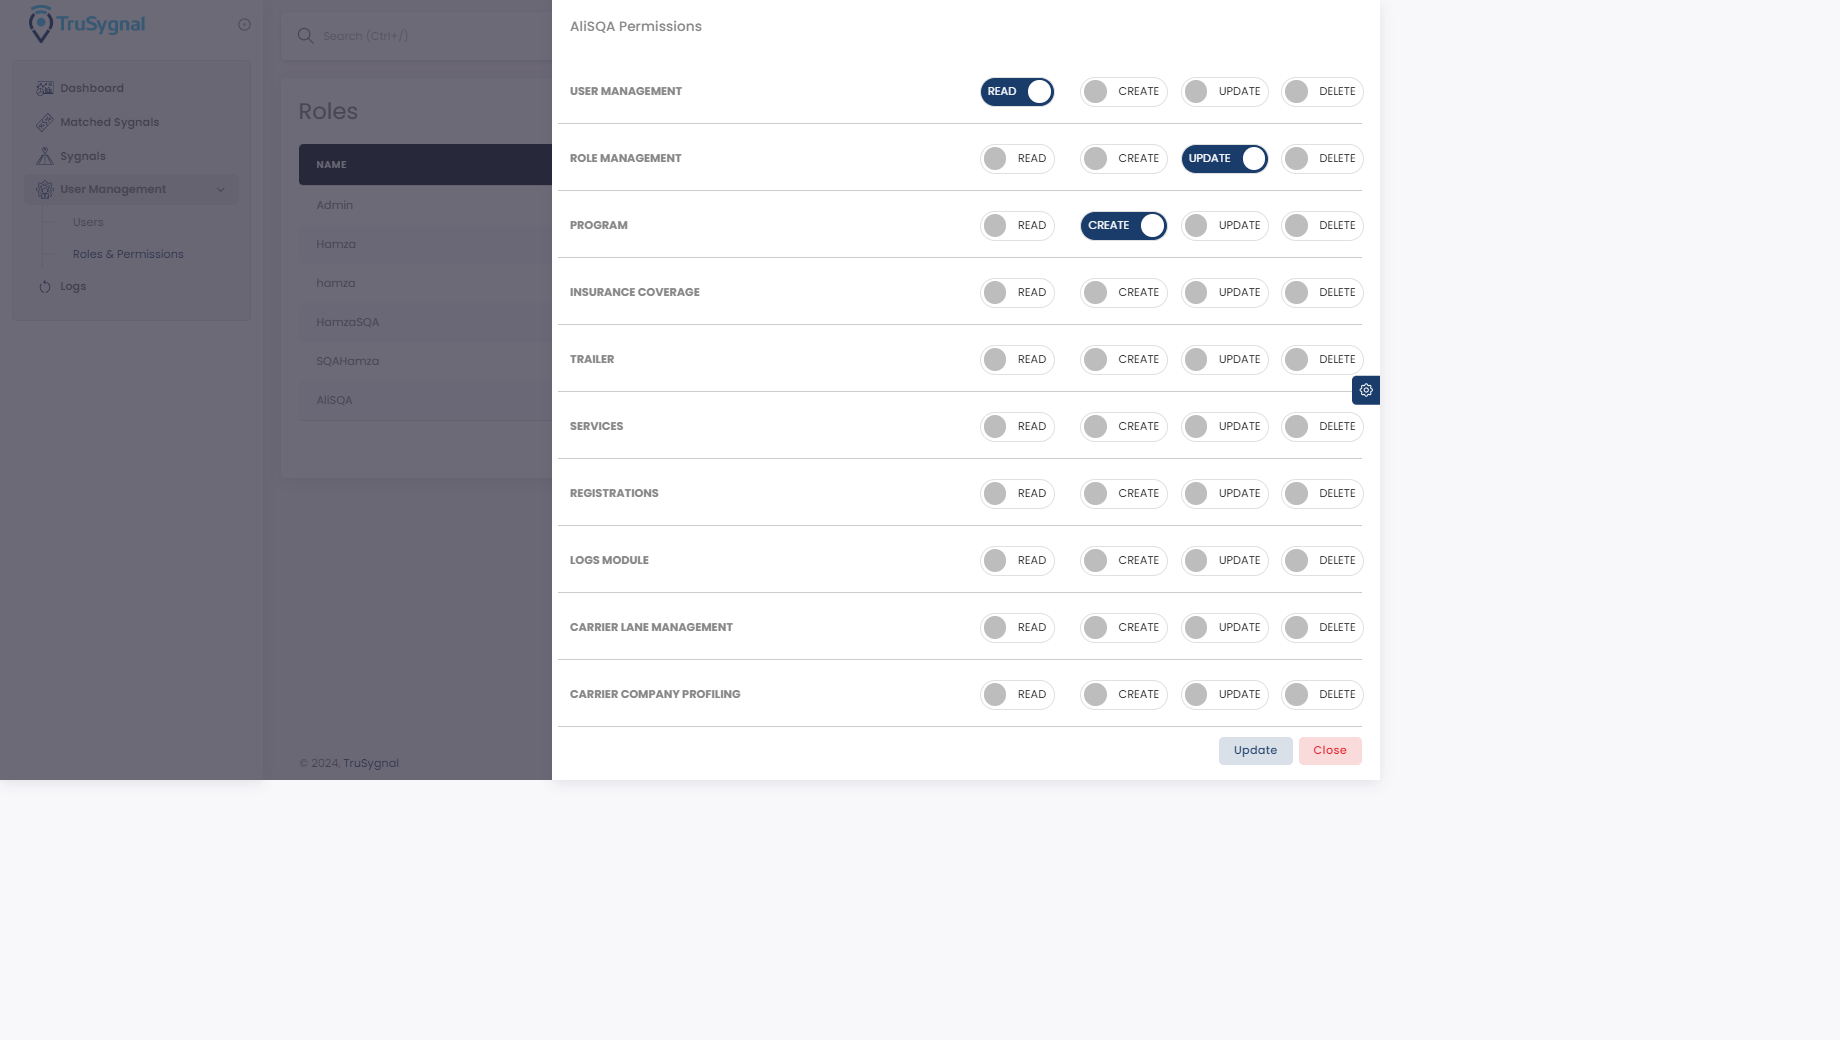 TruSygnal
Search (Ctrl+/)
Dashboard
Matched Sygnals
Sygnals
User Management
Users
Roles & Permissions
Logs
Roles
NAME
Admin
Hamza
hamza
HamzaSQA
SQAHamza
AliSQA
© 2024, TruSygnal
AliSQA Permissions
USER MANAGEMENT READ CREATE UPDATE DELETE
ROLE MANAGEMENT READ CREATE UPDATE DELETE
PROGRAM READ CREATE UPDATE DELETE
INSURANCE COVERAGE READ CREATE UPDATE DELETE
TRAILER READ CREATE UPDATE DELETE
SERVICES READ CREATE UPDATE DELETE
REGISTRATIONS READ CREATE UPDATE DELETE
LOGS MODULE READ CREATE UPDATE DELETE
CARRIER LANE MANAGEMENT READ CREATE UPDATE DELETE
CARRIER COMPANY PROFILING READ CREATE UPDATE DELETE
Update Close